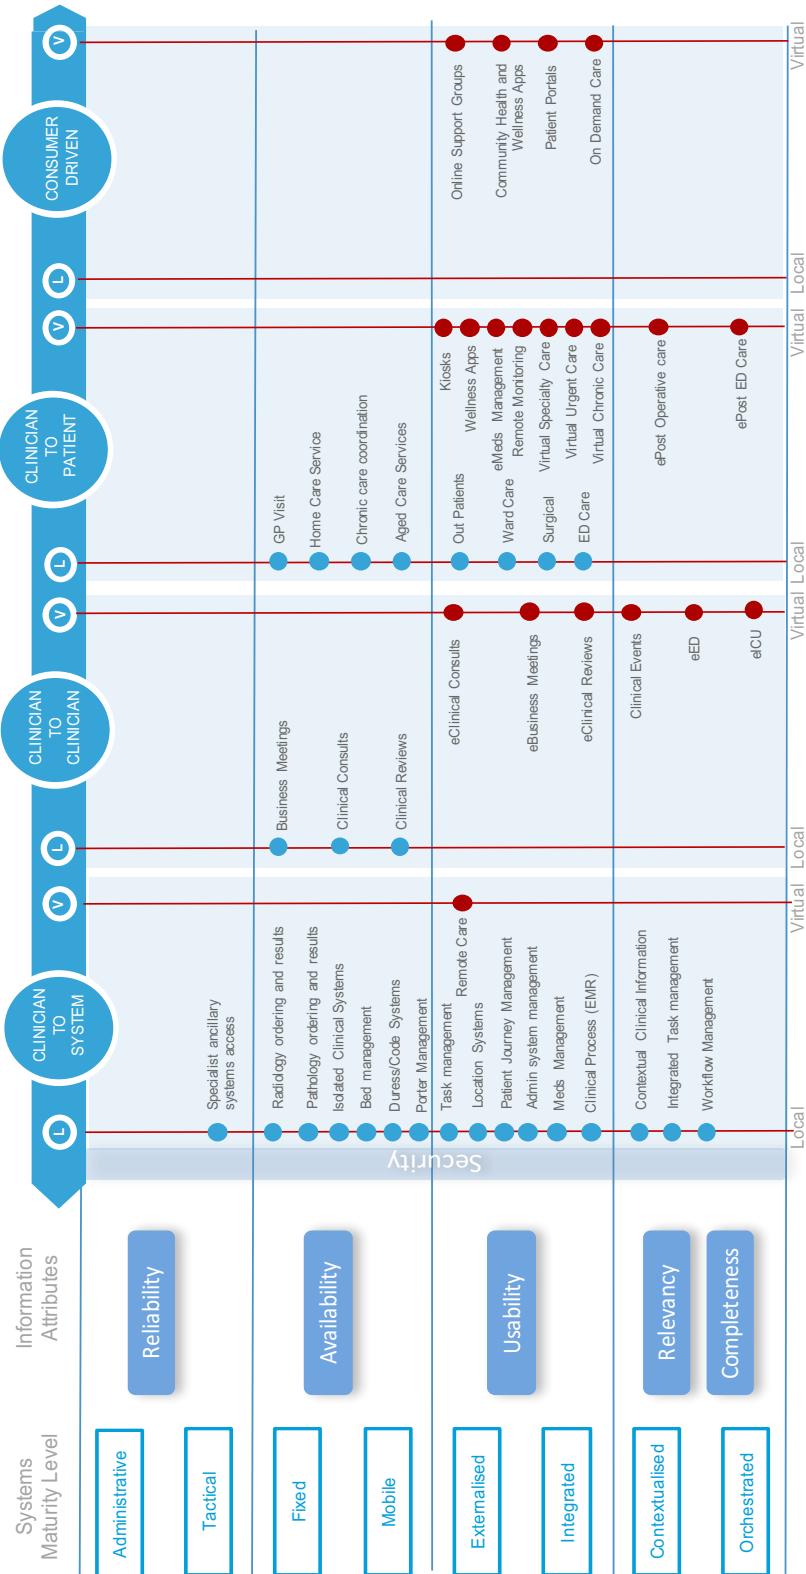 Systems
Maturity Level
Information
Attributes
L
CLINICIAN
TO
SYSTEM
V
L
CLINICIAN
TO
CLINICIAN
V
L
CLINICIAN
TO
PATIENT
V
L
CONSUMER
DRIVEN
V
Administrative
Tactical
Reliability
Security
Specialist ancillary
systems access
Fixed
Mobile
Availability
Radiology ordering and results
Pathology ordering and results
Isolated Clinical Systems
Bed management
Duress/Code Systems
Porter Management
Business Meetings
Clinical Consults
Clinical Reviews
GP Visit
Home Care Service
Chronic care coordination
Aged Care Services
Externalised
Integrated
Usability
Task management
Location Systems
Patient Journey Management
Admin system management
Meds Management
Clinical Process (EMR)
Remote Care
eClinical Consults
eBusiness Meetings
eClinical Reviews
Out Patients
Ward Care
Surgical
ED Care
Kiosks
Wellness Apps
eMeds Management
Remote Monitoring
Virtual Specialty Care
Virtual Urgent Care
Virtual Chronic Care
Online Support Groups
Community Health and
Wellness Apps
Patient Portals
On Demand Care
Contextualised
Orchestrated
Relevancy
Completeness
Contextual Clinical Information
Integrated Task management
Workflow Management
Clinical Events
eED
eICU
ePost Operative care
ePost ED Care
Local
Virtual
Local
Virtual
Local
Virtual
Local
Virtual